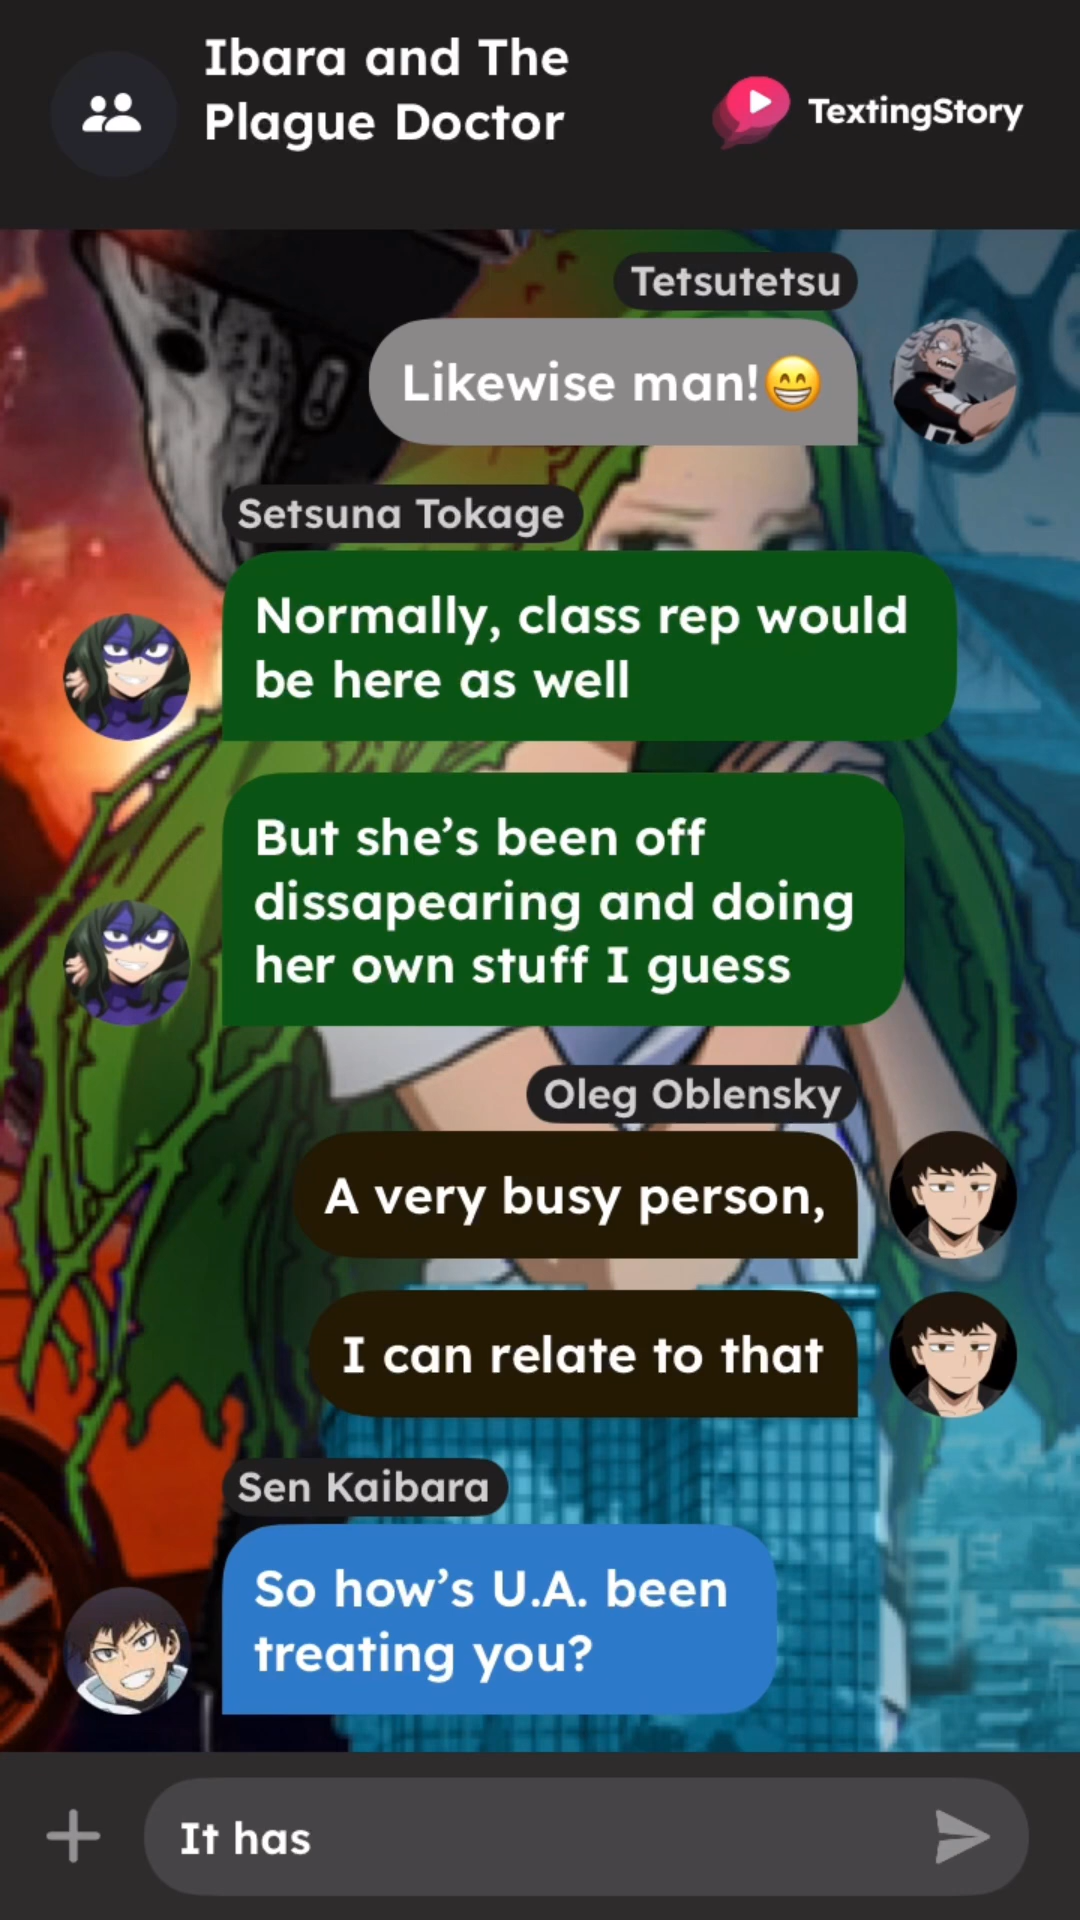 Ibara and The
Plague Doctor
TextingStory
Tetsutetsu
Likewise man!😁
Setsuna Tokage
Normally, class rep would
be here as well
But she’s been off
dissapearing and doing
her own stuff I guess
Oleg Oblensky
A very busy person,
I can relate to that
Sen Kaibara
So how’s U.A. been
treating you?
It has